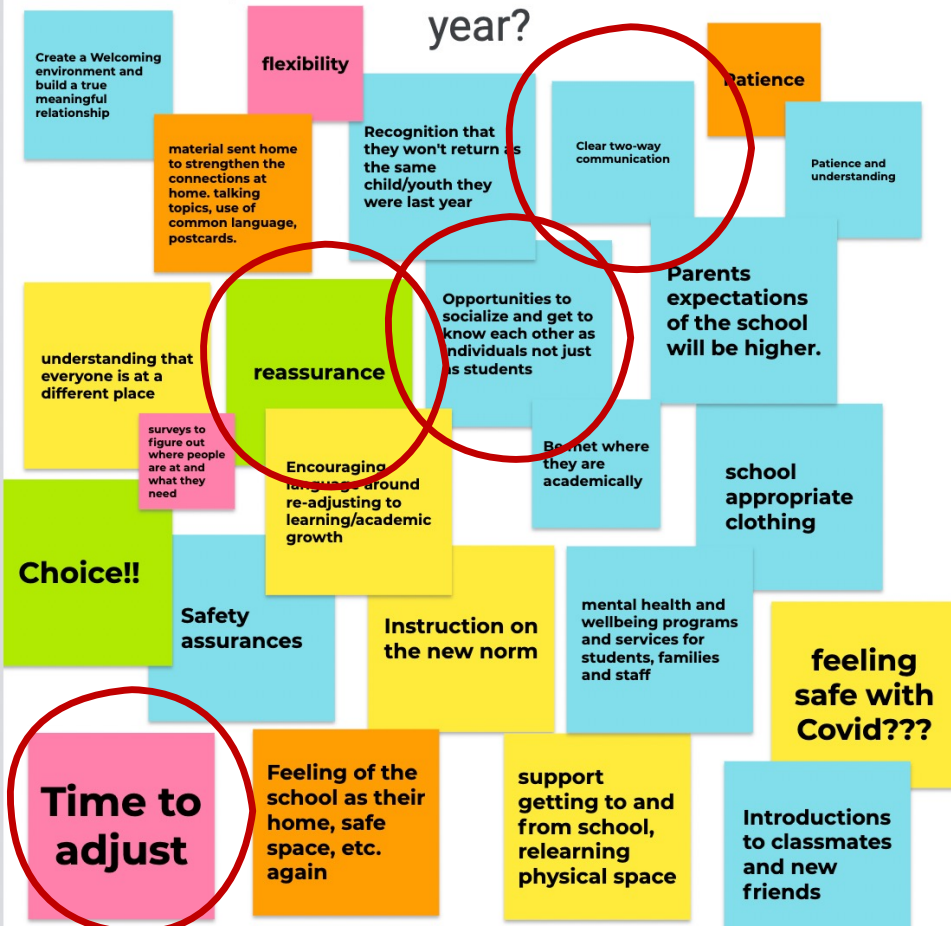 year?
Create a Welcoming
environment and
build a true
meaningful
relationship
flexibility
Patience
material sent home
to strengthen the
connections at
home. talking
topics, use of
common language,
postcards.
Recognition that
they won't return as
the same
child/youth they
were last year
Clear two-way
communication
Patience and
understanding
understanding that
everyone is at a
different place
reassurance
Opportunities to
socialize and get to
know each other as
individuals not just
as students
Parents
expectations
of the school
will be higher.
surveys to
figure out
where people
are at and
what they
need
Encouraging
language around
re-adjusting to
learning/academic
growth
Be met where
they are
academically
school
appropriate
clothing
Choice!!
Safety
assurances
Instruction on
the new norm
mental health and
wellbeing programs
and services for
students, families
and staff
feeling
safe with
Covid???
Time to
adjust
Feeling of the
school as their
home, safe
space, etc.
again
support
getting to and
from school,
relearning
physical space
Introductions
to classmates
and new
friends